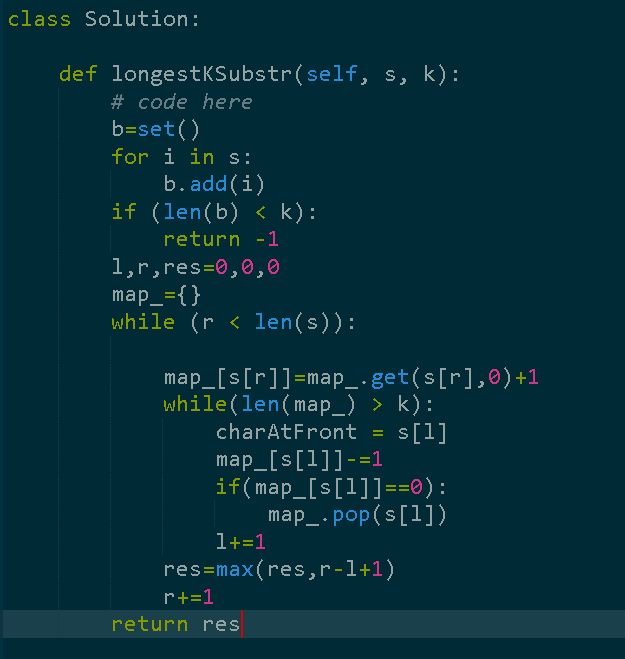 class Solution:
    def longestKSubstr(self, s, k):
        # code here
        b=set()
        for i in s:
            b.add(i)
        if (len(b) < k):
            return -1
        l,r,res=0,0,0
        map_={}
        while (r < len(s)):
            map_[s[r]]=map_.get(s[r],0)+1
            while(len(map_) > k):
                charAtFront = s[l]
                map_[s[l]]-=1
                if(map_[s[l]]==0):
                    map_.pop(s[l])
                l+=1
            res=max(res,r-l+1)
            r+=1
        return res